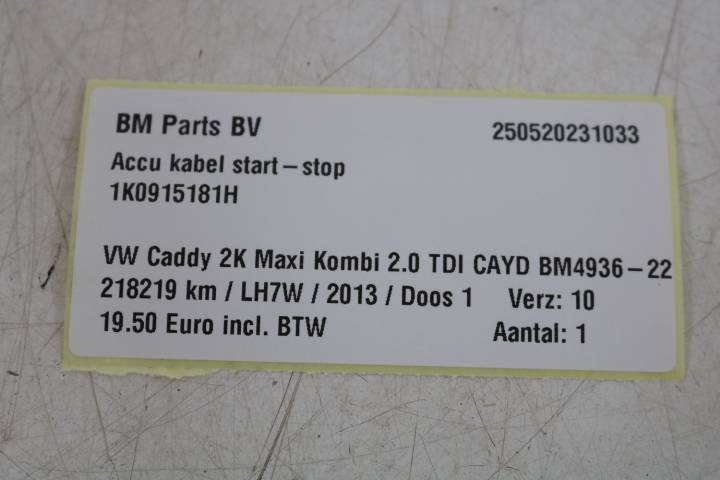 BM Parts BV 250520231033
Accu kabel start-stop
1K0915181H
VW Caddy 2K Maxi Kombi 2.0 TDI CAYD BM4936-22
218219 km / LH7W / 2013 / Doos 1 Verz: 10
19.50 Euro incl. BTW Aantal: 1